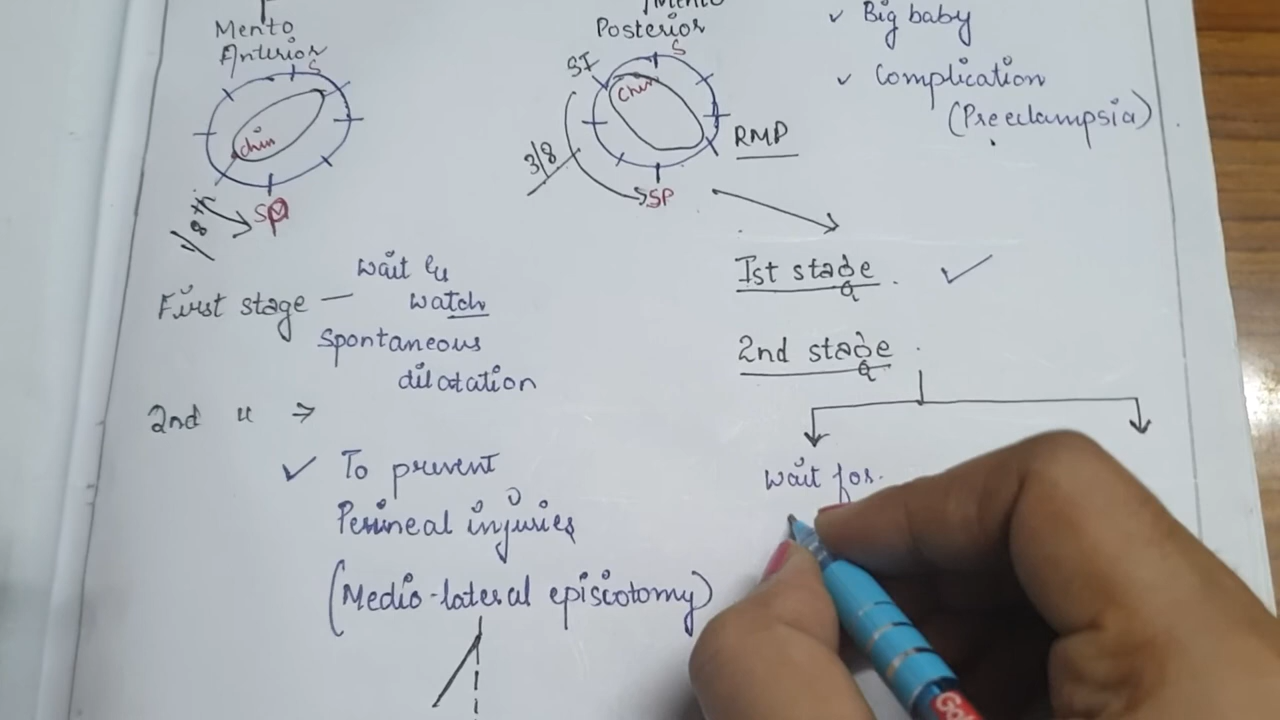 Mento
Anterior
S
chin
1/8th
SP
First stage — wait &
watch
spontaneous
dilatation
2nd " ⇒
✓ To prevent
Perineal injuries
(Medio-lateral episiotomy)
Mento
Posterior
S
SI
chin
RMP
3/8
SP
Ist stage . ✓
2nd stage .
wait for
✓ Big baby
✓ Complication
(Preeclampsia)